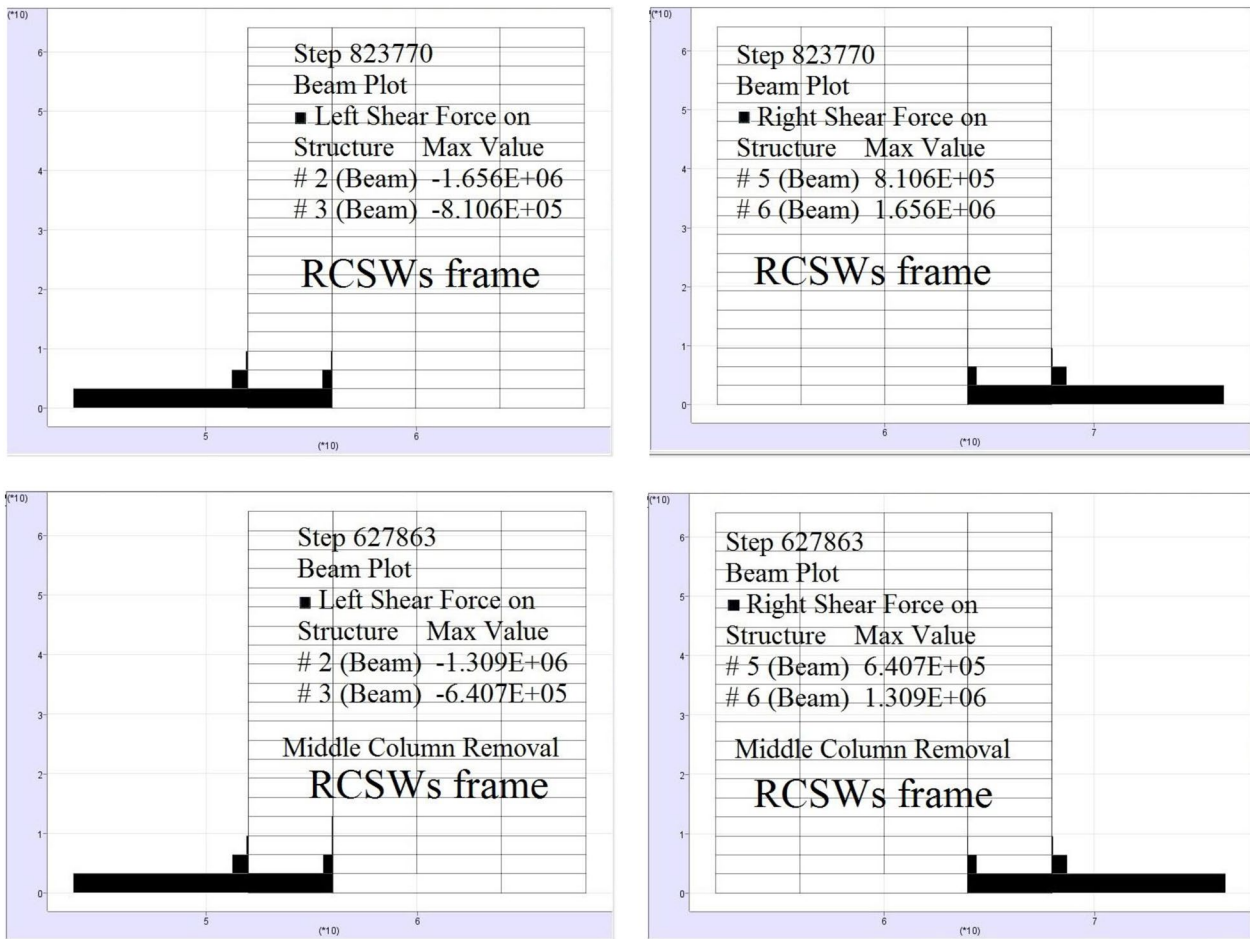 (*10)
6
5
4
3
2
1
0
5
6
(*10)
Step 823770
Beam Plot
■ Left Shear Force on
Structure Max Value
# 2 (Beam) -1.656E+06
# 3 (Beam) -8.106E+05
RCSWs frame
(*10)
6
5
4
3
2
1
0
6
7
(*10)
Step 823770
Beam Plot
■ Right Shear Force on
Structure Max Value
# 5 (Beam) 8.106E+05
# 6 (Beam) 1.656E+06
RCSWs frame
(*10)
6
5
4
3
2
1
0
5
6
(*10)
Step 627863
Beam Plot
■ Left Shear Force on
Structure Max Value
# 2 (Beam) -1.309E+06
# 3 (Beam) -6.407E+05
Middle Column Removal
RCSWs frame
(*10)
6
5
4
3
2
1
0
6
7
(*10)
Step 627863
Beam Plot
■ Right Shear Force on
Structure Max Value
# 5 (Beam) 6.407E+05
# 6 (Beam) 1.309E+06
Middle Column Removal
RCSWs frame